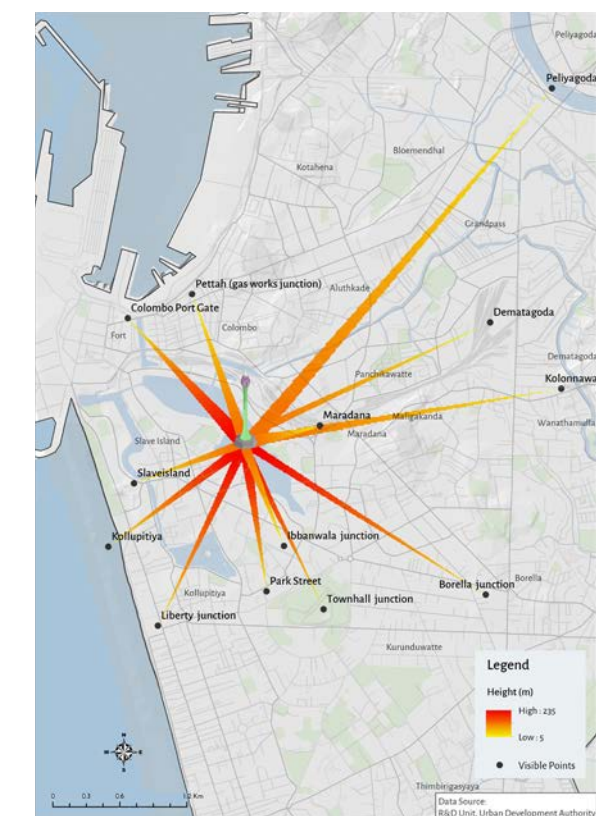 Peliyagoda
Peliyagoda
Bloemendhal
Kotahena
Grandpass
Pettah (gas works junction)
Aluthkade
Colombo Port Gate
Dematagoda
Fort
Colombo
Dematagoda
Panchikawatte
Kolonnawa
Maradana
Maligakanda
Wanathamulla
Maradana
Slave Island
Slaveisland
Kollupitiya
Ibbanwala junction
Park Street
Borella junction
Borella
Kollupitiya
Townhall junction
Liberty junction
Kurunduwatte
Legend
Height (m)
High : 235
Low : 5
Visible Points
N
S
0 0.3 0.6 1.2 Km
Thimbirigasyaya
Data Source:
R&D Unit, Urban Development Authority